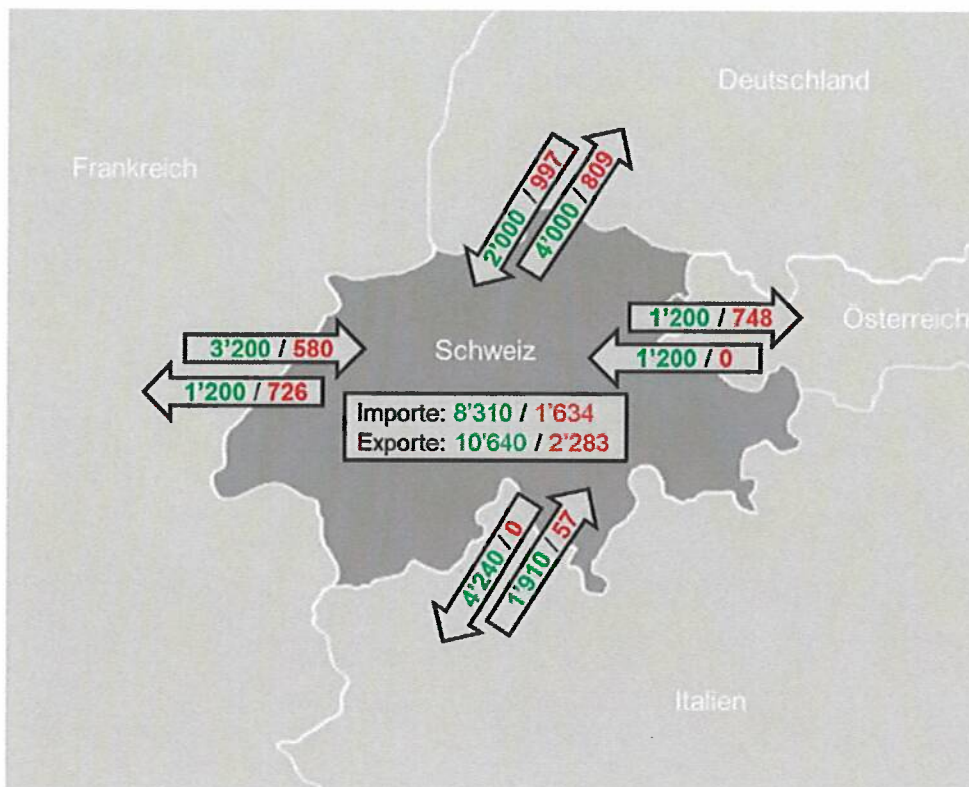 Deutschland
Frankreich
2'000 / 997
4'000 / 809
1'200 / 748
Österreich
3'200 / 580
Schweiz
1'200 / 0
1'200 / 726
Importe: 8'310 / 1'634
Exporte: 10'640 / 2'283
4'240 / 0
1'910 / 57
Italien